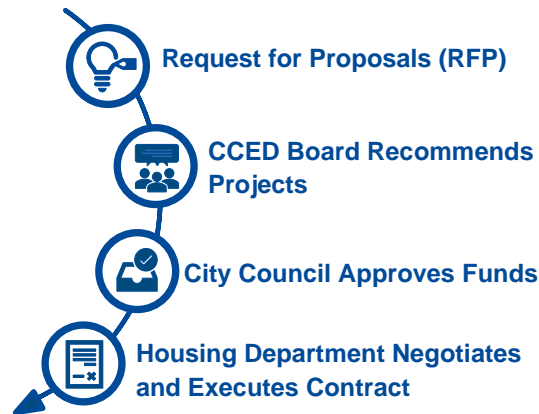 Request for Proposals (RFP)
CCED Board Recommends
Projects
City Council Approves Funds
Housing Department Negotiates
and Executes Contract